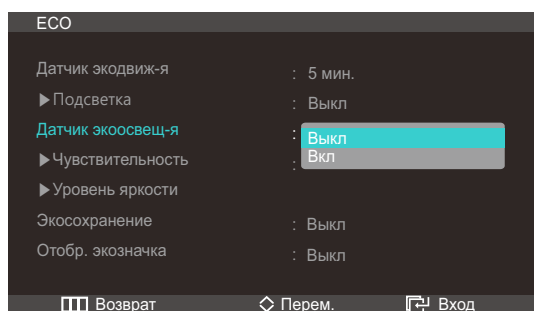 ECO
Датчик экодвиж-я : 5 мин.
▶Подсветка : Выкл
Датчик экоосвещ-я : Выкл
▶Чувствительность : Вкл
▶Уровень яркости
Экосохранение : Выкл
Отобр. экозначка : Выкл
Возврат Перем. Вход